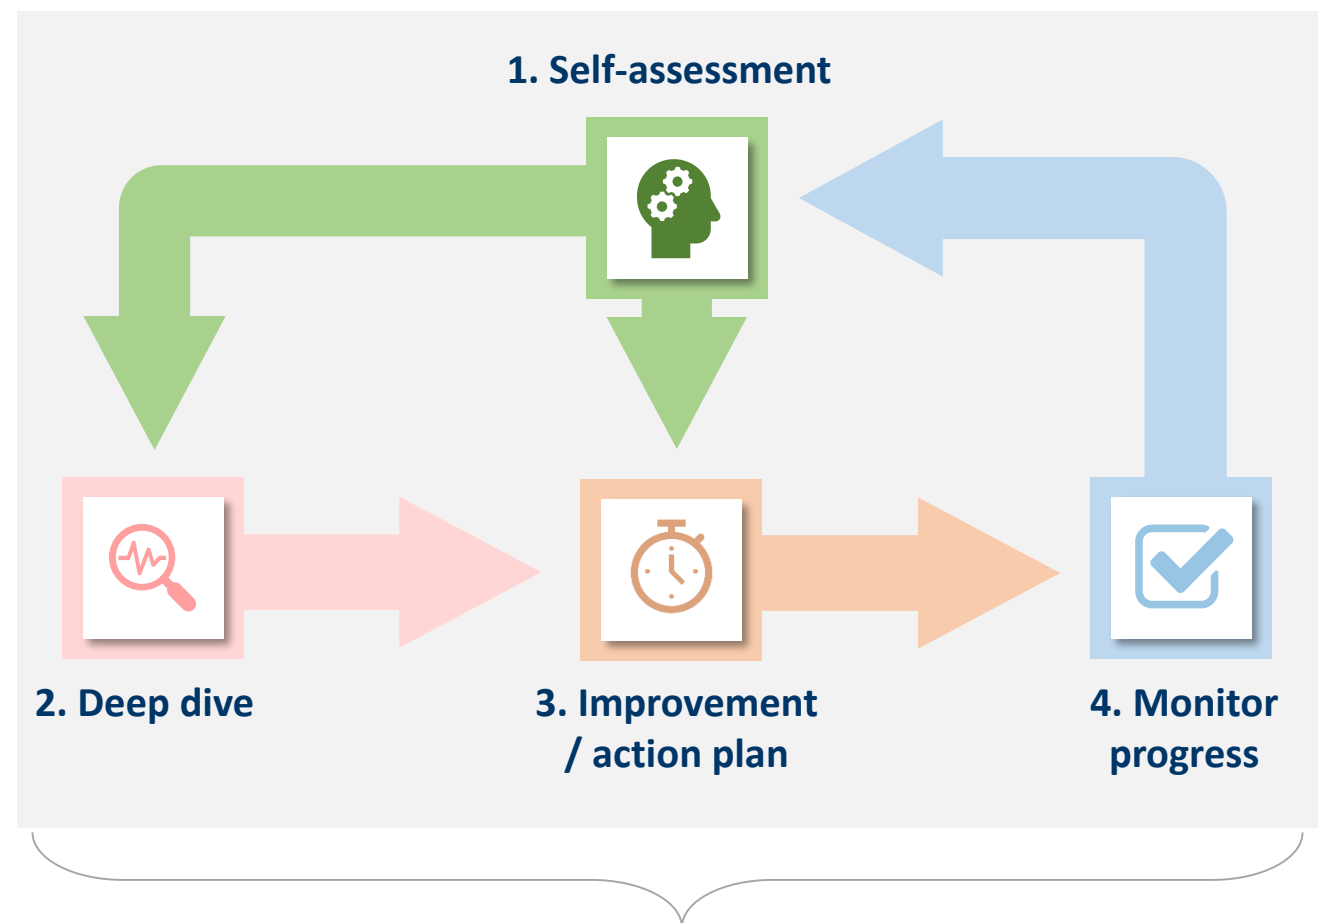 1. Self-assessment
2. Deep dive
3. Improvement
/ action plan
4. Monitor
progress